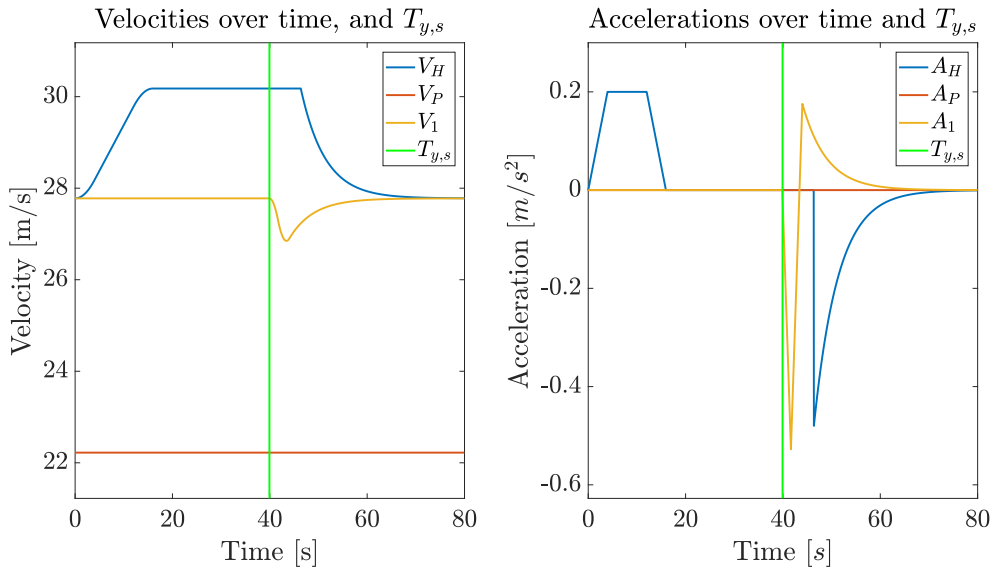 Velocities over time, and T_{y,s}
Velocity [m/s]
30
28
26
24
22
0
20
40
60
80
Time [s]
V_H
V_P
V_1
T_{y,s}
Accelerations over time and T_{y,s}
Acceleration [m/s^2]
0.2
0
-0.2
-0.4
-0.6
0
20
40
60
80
Time [s]
A_H
A_P
A_1
T_{y,s}